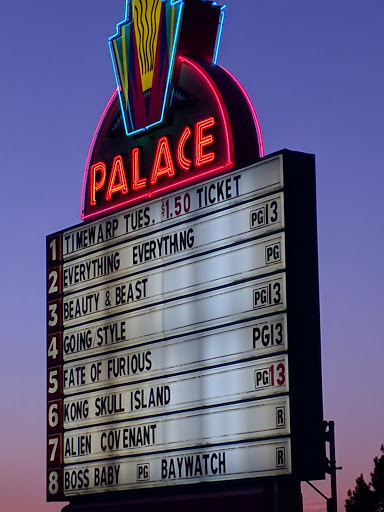 PALACE
1 TIMEWARP TUES. $1.50 TICKET
2 EVERYTHING EVERYTHING PG13
3 BEAUTY & BEAST PG
4 GOING STYLE PG13
5 FATE OF FURIOUS PG13
6 KONG SKULL ISLAND PG13
7 ALIEN COVENANT R
8 BOSS BABY PG BAYWATCH R